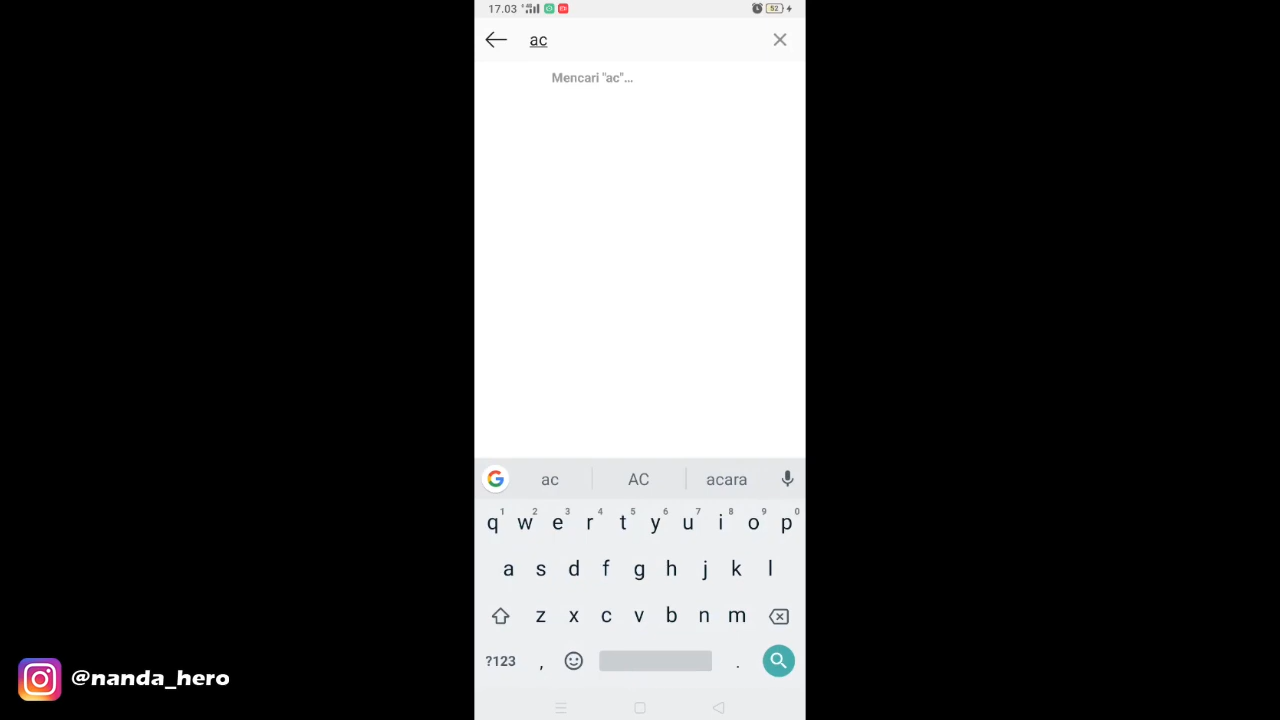 17.03
52
ac
Mencari "ac"...
G ac AC acara
1 2 3 4 5 6 7 8 9 0
q w e r t y u i o p
a s d f g h j k l
z x c v b n m
?123 , .
@nanda_hero